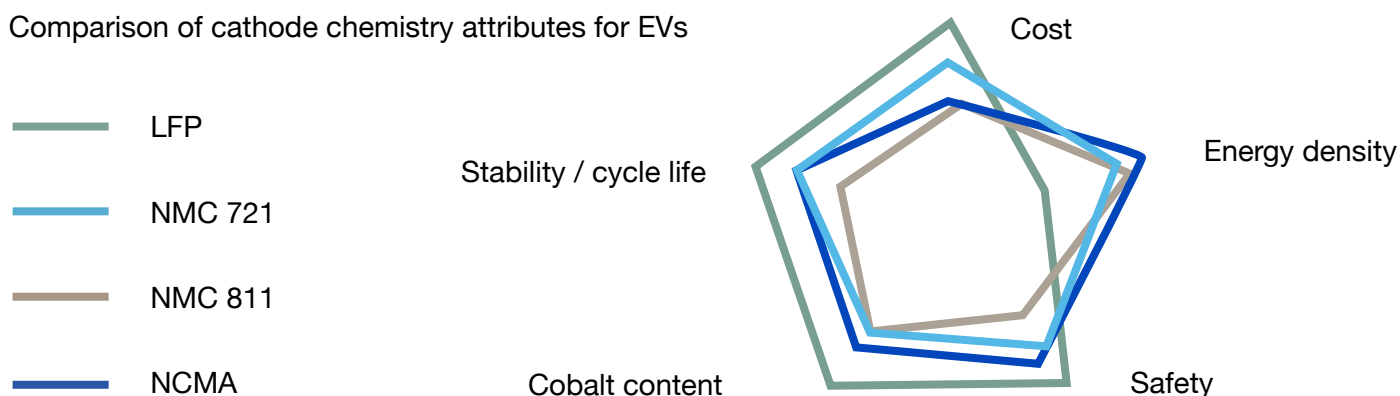 Comparison of cathode chemistry attributes for EVs
LFP
NMC 721
NMC 811
NCMA
Cost
Energy density
Stability / cycle life
Cobalt content
Safety